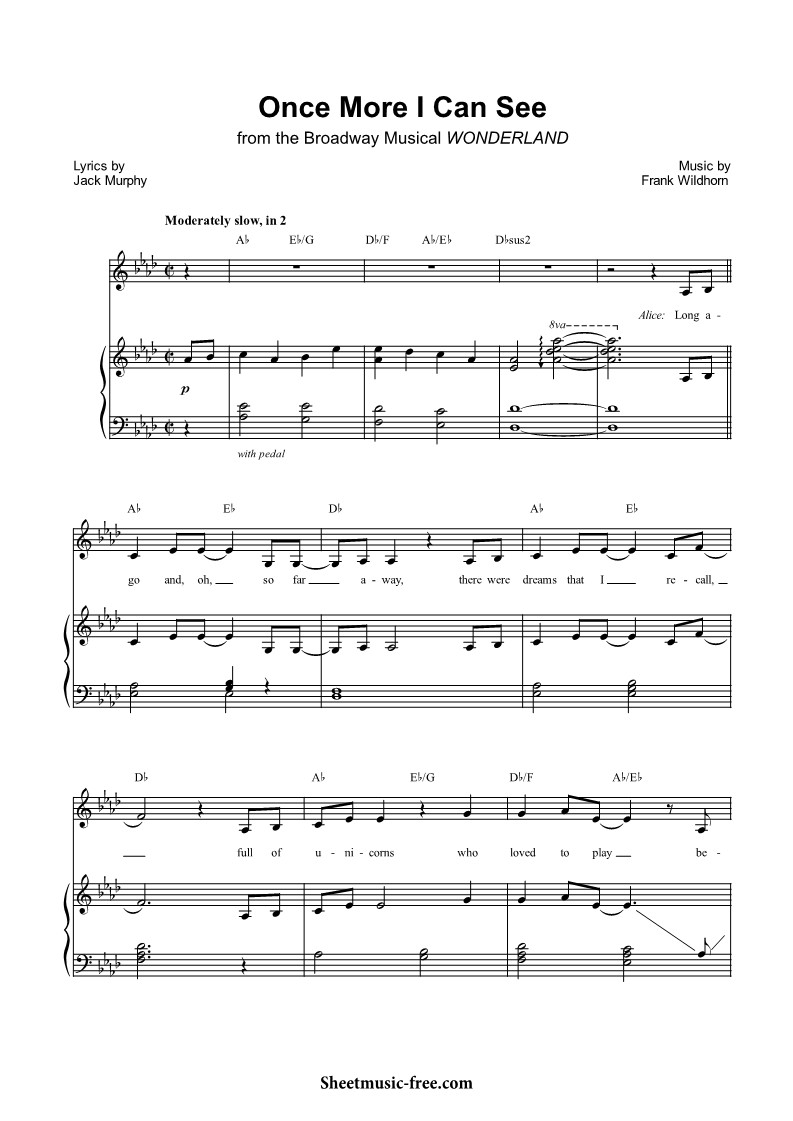 Once More I Can See
from the Broadway Musical WONDERLAND
Lyrics by
Jack Murphy
Music by
Frank Wildhorn
Moderately slow, in 2
A♭ E♭/G D♭/F A♭/E♭ D♭sus2
Alice: Long a -
8va
p
with pedal
A♭ E♭ D♭ A♭ E♭
go and, oh, so far a - way, there were dreams that I re - call,
D♭ A♭ E♭/G D♭/F A♭/E♭
full of u - ni - corns who loved to play be -
Sheetmusic-free.com